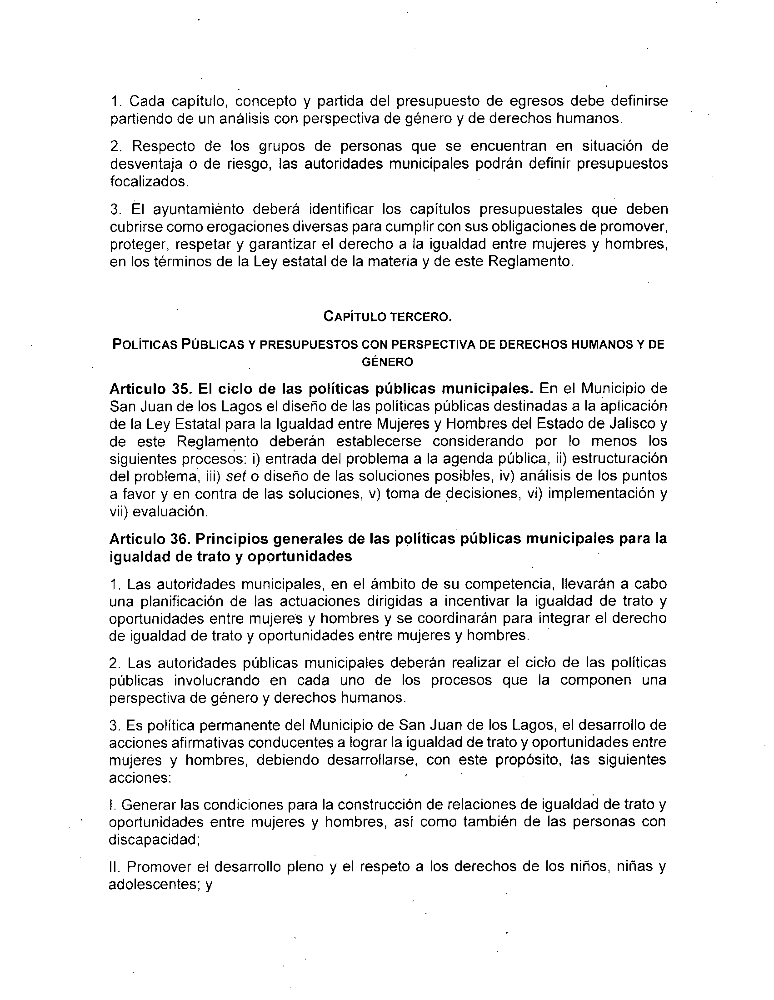 1. Cada capítulo, concepto y partida del presupuesto de egresos debe definirse
partiendo de un análisis con perspectiva de género y de derechos humanos.
2. Respecto de los grupos de personas que se encuentran en situación de
desventaja o de riesgo, las autoridades municipales podrán definir presupuestos
focalizados.
3. El ayuntamiento deberá identificar los capítulos presupuestales que deben
cubrirse como erogaciones diversas para cumplir con sus obligaciones de promover,
proteger, respetar y garantizar el derecho a la igualdad entre mujeres y hombres,
en los términos de la Ley estatal de la materia y de este Reglamento.
CAPÍTULO TERCERO.
POLÍTICAS PÚBLICAS Y PRESUPUESTOS CON PERSPECTIVA DE DERECHOS HUMANOS Y DE
GÉNERO
Artículo 35. El ciclo de las políticas públicas municipales. En el Municipio de
San Juan de los Lagos el diseño de las políticas públicas destinadas a la aplicación
de la Ley Estatal para la Igualdad entre Mujeres y Hombres del Estado de Jalisco y
de este Reglamento deberán establecerse considerando por lo menos los
siguientes procesos: i) entrada del problema a la agenda pública, ii) estructuración
del problema, iii) set o diseño de las soluciones posibles, iv) análisis de los puntos
a favor y en contra de las soluciones, v) toma de decisiones, vi) implementación y
vii) evaluación.
Artículo 36. Principios generales de las políticas públicas municipales para la
igualdad de trato y oportunidades
1. Las autoridades municipales, en el ámbito de su competencia, llevarán a cabo
una planificación de las actuaciones dirigidas a incentivar la igualdad de trato y
oportunidades entre mujeres y hombres y se coordinarán para integrar el derecho
de igualdad de trato y oportunidades entre mujeres y hombres.
2. Las autoridades públicas municipales deberán realizar el ciclo de las políticas
públicas involucrando en cada uno de los procesos que la componen una
perspectiva de género y derechos humanos.
3. Es política permanente del Municipio de San Juan de los Lagos, el desarrollo de
acciones afirmativas conducentes a lograr la igualdad de trato y oportunidades entre
mujeres y hombres, debiendo desarrollarse, con este propósito, las siguientes
acciones:
I. Generar las condiciones para la construcción de relaciones de igualdad de trato y
oportunidades entre mujeres y hombres, así como también de las personas con
discapacidad;
II. Promover el desarrollo pleno y el respeto a los derechos de los niños, niñas y
adolescentes; y